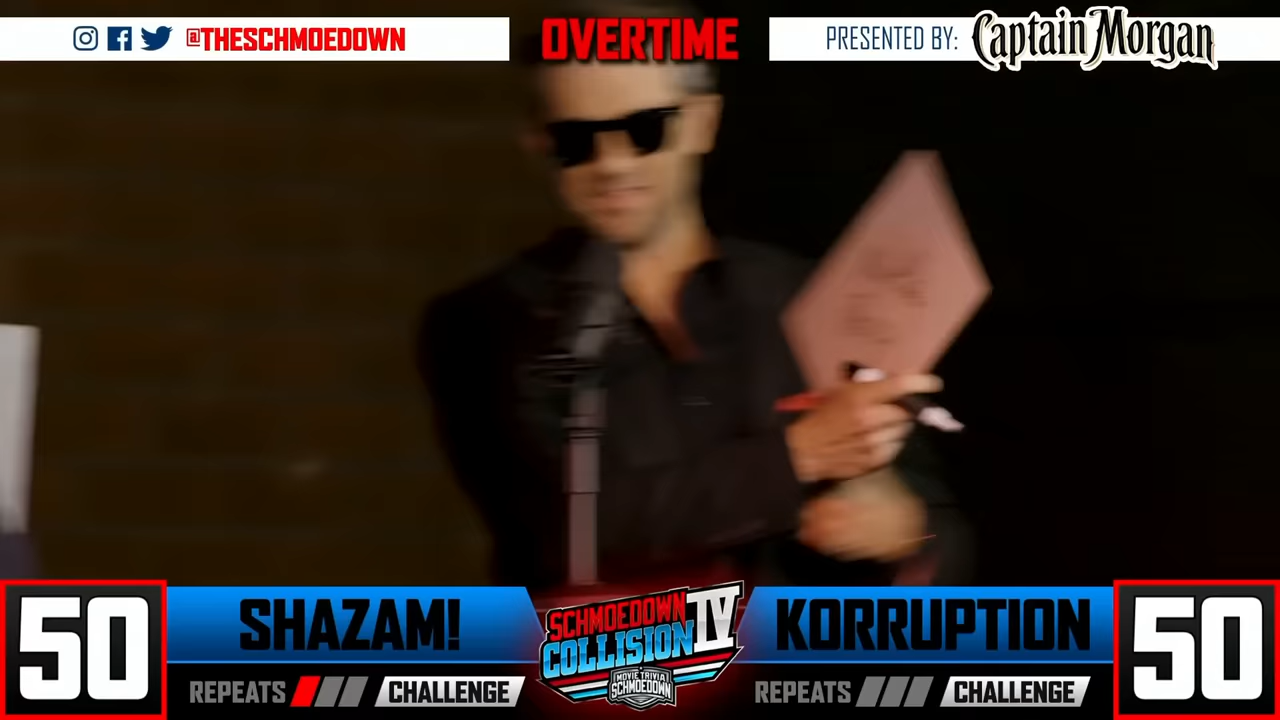 @THESCHMOEDOWN
OVERTIME
PRESENTED BY: Captain Morgan
50 SHAZAM! KORRUPTION 50
SCHMOEDOWN
COLLISION IV
REPEATS CHALLENGE
MOVIE TRIVIA
SCHMOEDOWN
REPEATS CHALLENGE